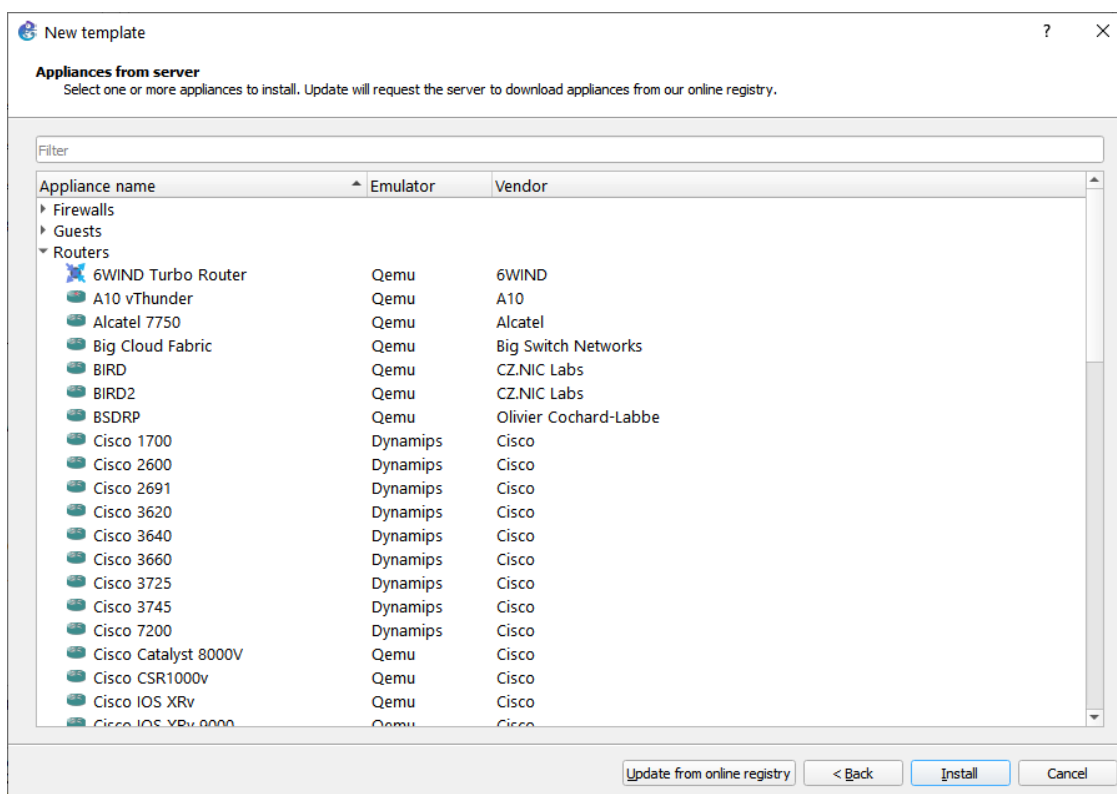 New template
?
Appliances from server
Select one or more appliances to install. Update will request the server to download appliances from our online registry.
Filter
Appliance name Emulator Vendor
Firewalls
Guests
Routers
6WIND Turbo Router Qemu 6WIND
A10 vThunder Qemu A10
Alcatel 7750 Qemu Alcatel
Big Cloud Fabric Qemu Big Switch Networks
BIRD Qemu CZ.NIC Labs
BIRD2 Qemu CZ.NIC Labs
BSDRP Qemu Olivier Cochard-Labbe
Cisco 1700 Dynamips Cisco
Cisco 2600 Dynamips Cisco
Cisco 2691 Dynamips Cisco
Cisco 3620 Dynamips Cisco
Cisco 3640 Dynamips Cisco
Cisco 3660 Dynamips Cisco
Cisco 3725 Dynamips Cisco
Cisco 3745 Dynamips Cisco
Cisco 7200 Dynamips Cisco
Cisco Catalyst 8000V Qemu Cisco
Cisco CSR1000v Qemu Cisco
Cisco IOS XRv Qemu Cisco
Cisco IOS XRv 9000 Qemu Cisco
Update from online registry < Back Install Cancel